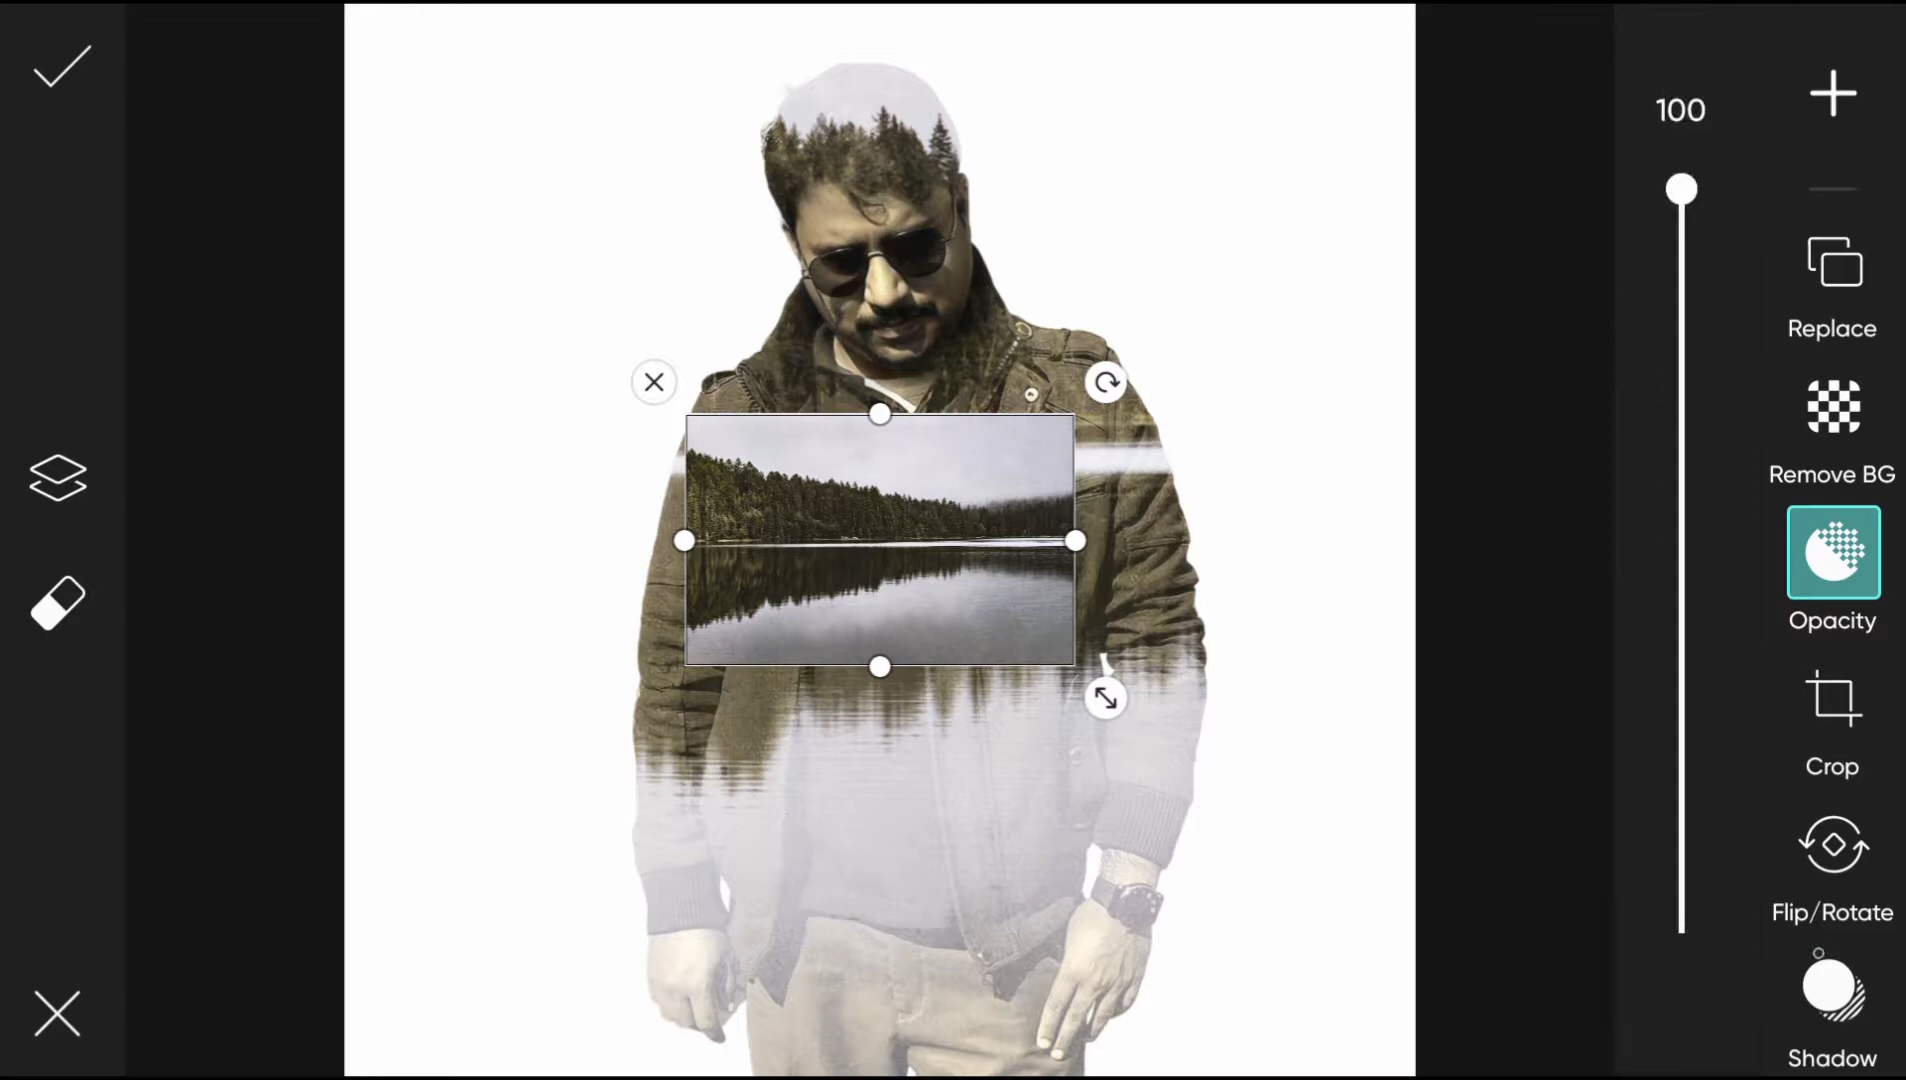 100
Replace
Remove BG
Opacity
Crop
Flip/Rotate
Shadow